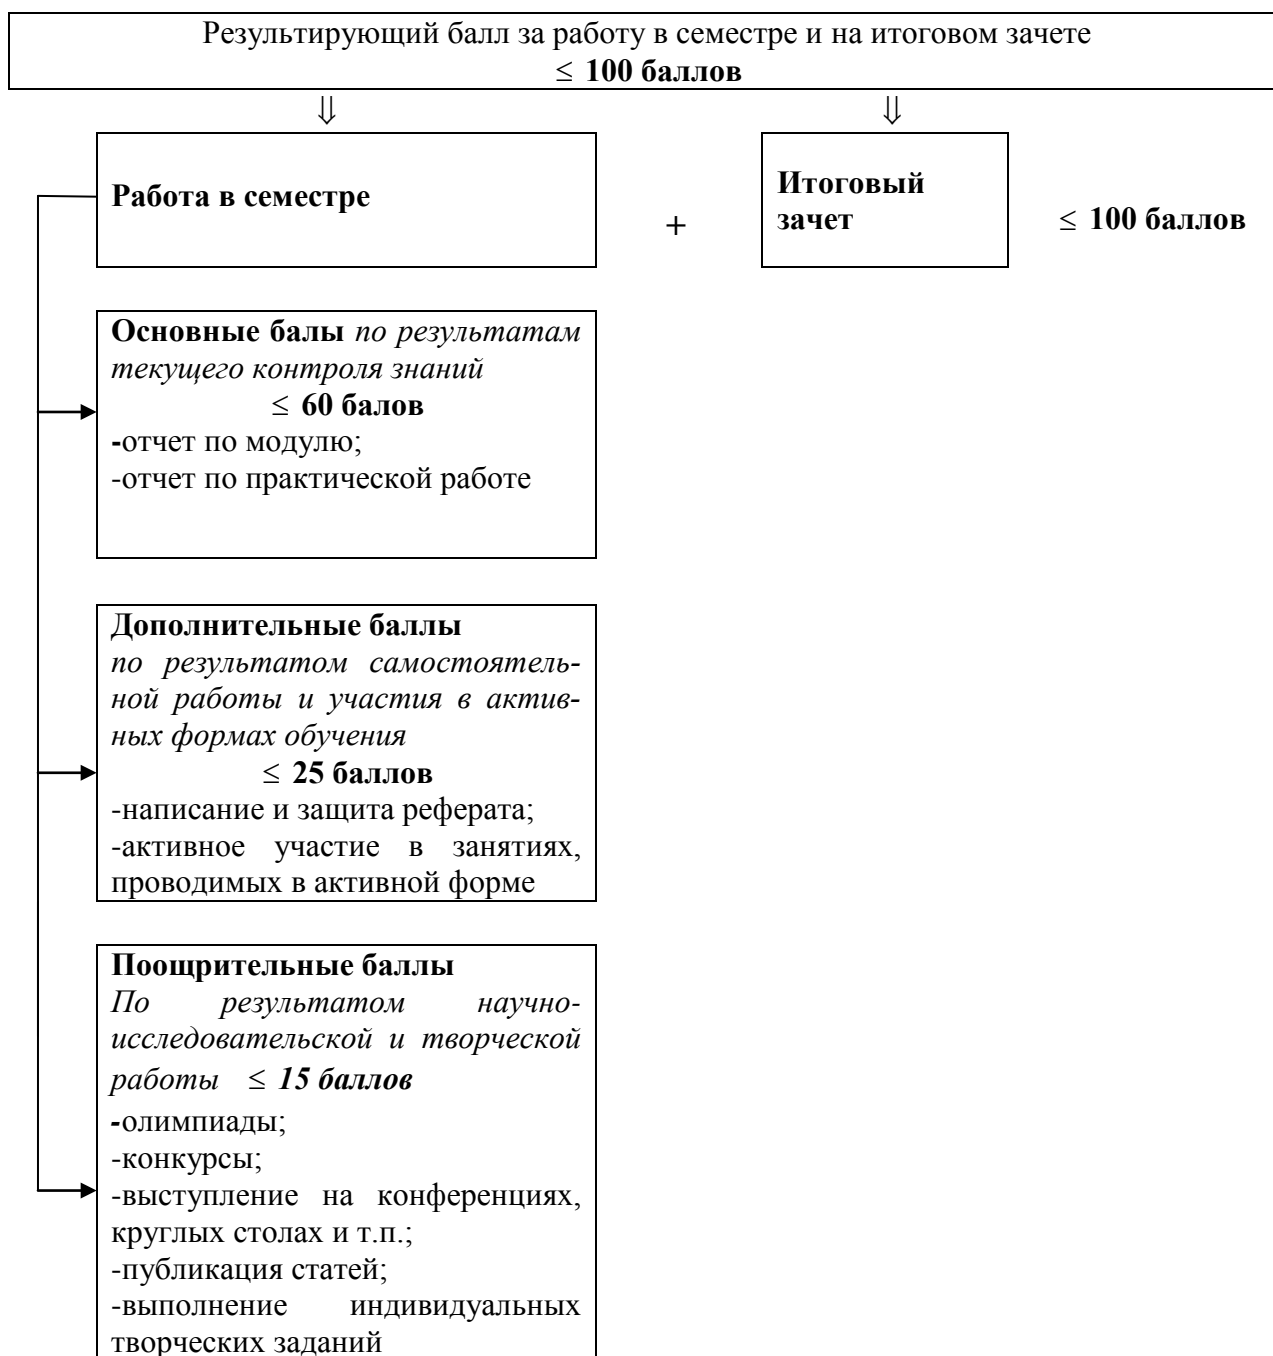 Результирующий балл за работу в семестре и на итоговом зачете
≤ 100 баллов
⇓ ⇓
Работа в семестре
+
Итоговый
зачет
≤ 100 баллов
Основные балы по результатам
текущего контроля знаний
≤ 60 балов
-отчет по модулю;
-отчет по практической работе
Дополнительные баллы
по результатом самостоятель-
ной работы и участия в актив-
ных формах обучения
≤ 25 баллов
-написание и защита реферата;
-активное участие в занятиях,
проводимых в активной форме
Поощрительные баллы
По результатом научно-
исследовательской и творческой
работы ≤ 15 баллов
-олимпиады;
-конкурсы;
-выступление на конференциях,
круглых столах и т.п.;
-публикация статей;
-выполнение индивидуальных
творческих заданий